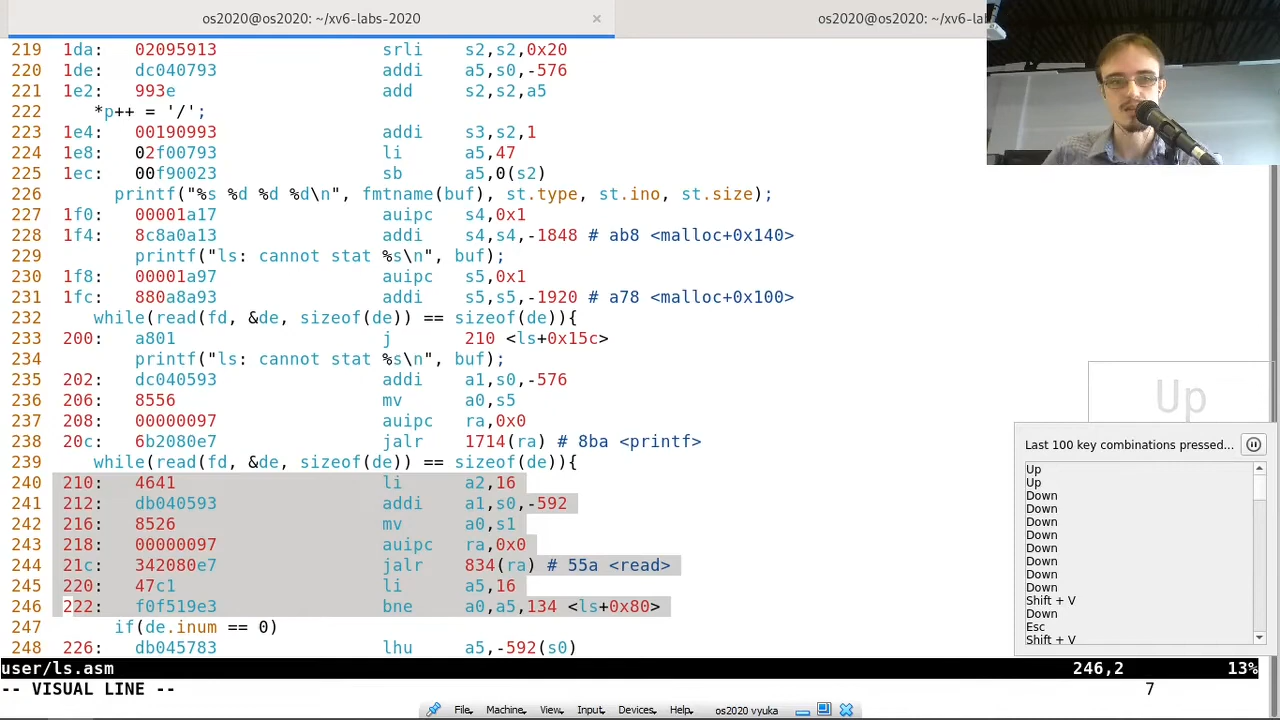 os2020@os2020: ~/xv6-labs-2020 × os2020@os2020: ~/xv6-la
219 1da: 02095913 srli s2,s2,0x20
220 1de: dc040793 addi a5,s0,-576
221 1e2: 993e add s2,s2,a5
222 *p++ = '/';
223 1e4: 00190993 addi s3,s2,1
224 1e8: 02f00793 li a5,47
225 1ec: 00f90023 sb a5,0(s2)
226 printf("%s %d %d %d\n", fmtname(buf), st.type, st.ino, st.size);
227 1f0: 00001a17 auipc s4,0x1
228 1f4: 8c8a0a13 addi s4,s4,-1848 # ab8 <malloc+0x140>
229 printf("ls: cannot stat %s\n", buf);
230 1f8: 00001a97 auipc s5,0x1
231 1fc: 880a8a93 addi s5,s5,-1920 # a78 <malloc+0x100>
232 while(read(fd, &de, sizeof(de)) == sizeof(de)){
233 200: a801 j 210 <ls+0x15c>
234 printf("ls: cannot stat %s\n", buf);
235 202: dc040593 addi a1,s0,-576
236 206: 8556 mv a0,s5
237 208: 00000097 auipc ra,0x0
238 20c: 6b2080e7 jalr 1714(ra) # 8ba <printf>
239 while(read(fd, &de, sizeof(de)) == sizeof(de)){
240 210: 4641 li a2,16
241 212: db040593 addi a1,s0,-592
242 216: 8526 mv a0,s1
243 218: 00000097 auipc ra,0x0
244 21c: 342080e7 jalr 834(ra) # 55a <read>
245 220: 47c1 li a5,16
246 222: f0f519e3 bne a0,a5,134 <ls+0x80>
247 if(de.inum == 0)
248 226: db045783 lhu a5,-592(s0)
user/ls.asm 246,2 13%
-- VISUAL LINE -- 7
Up
Last 100 key combinations pressed...
Up
Up
Down
Down
Down
Down
Down
Down
Down
Down
Shift + V
Down
Esc
Shift + V
File Machine View Input Devices Help os2020 vyuka